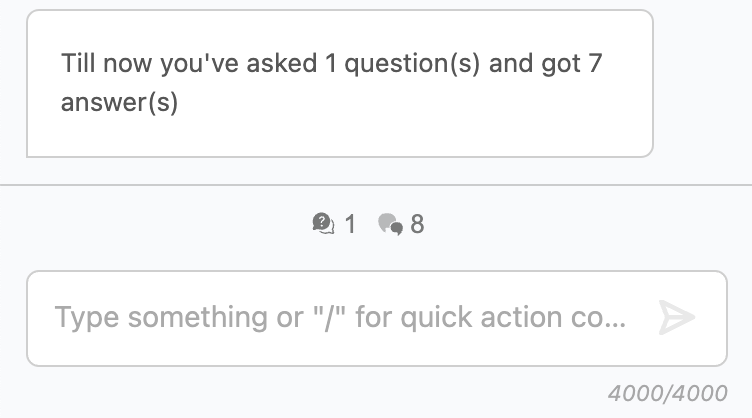 Till now you've asked 1 question(s) and got 7
answer(s)
1 8
Type something or "/" for quick action co...
4000/4000